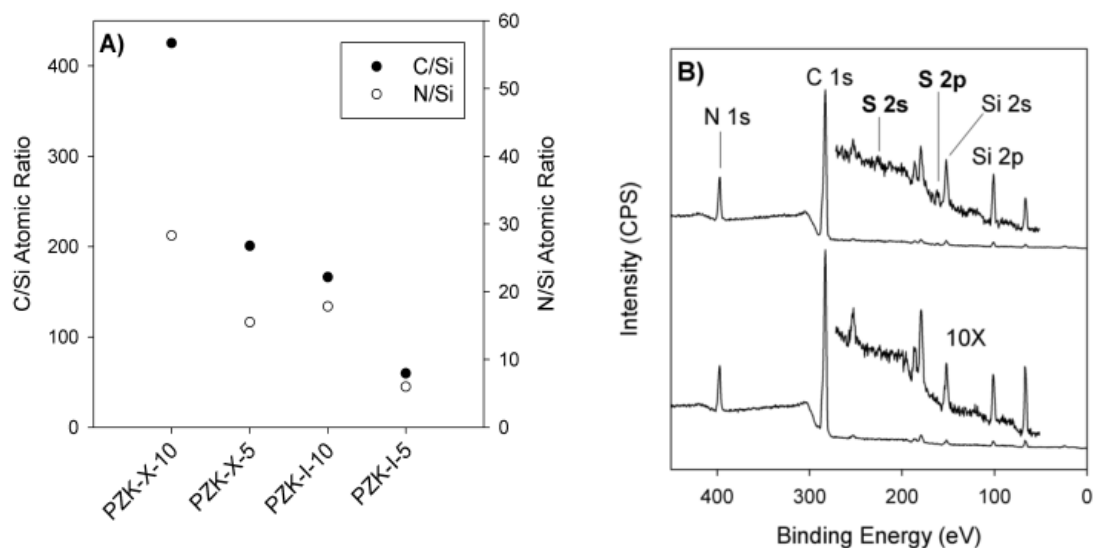 A)
C/Si
N/Si
C/Si Atomic Ratio
400
300
200
100
0
N/Si Atomic Ratio
60
50
40
30
20
10
0
PZK-X-10
PZK-X-5
PZK-I-10
PZK-I-5
B)
N 1s
C 1s
S 2s
S 2p
Si 2s
Si 2p
10X
Intensity (CPS)
400
300
200
100
0
Binding Energy (eV)